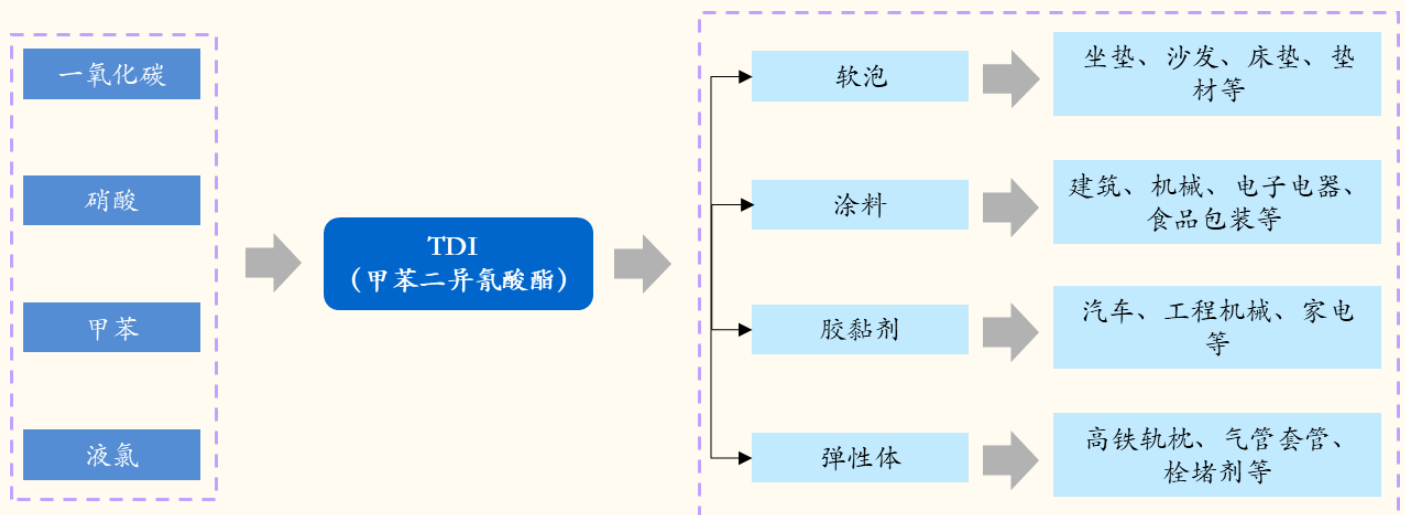 一氧化碳
硝酸
甲苯
液氯
TDI
（甲苯二异氰酸酯）
软泡
坐垫、沙发、床垫、垫
材等
涂料
建筑、机械、电子电器、
食品包装等
胶黏剂
汽车、工程机械、家电
等
弹性体
高铁轨枕、气管套管、
栓堵剂等